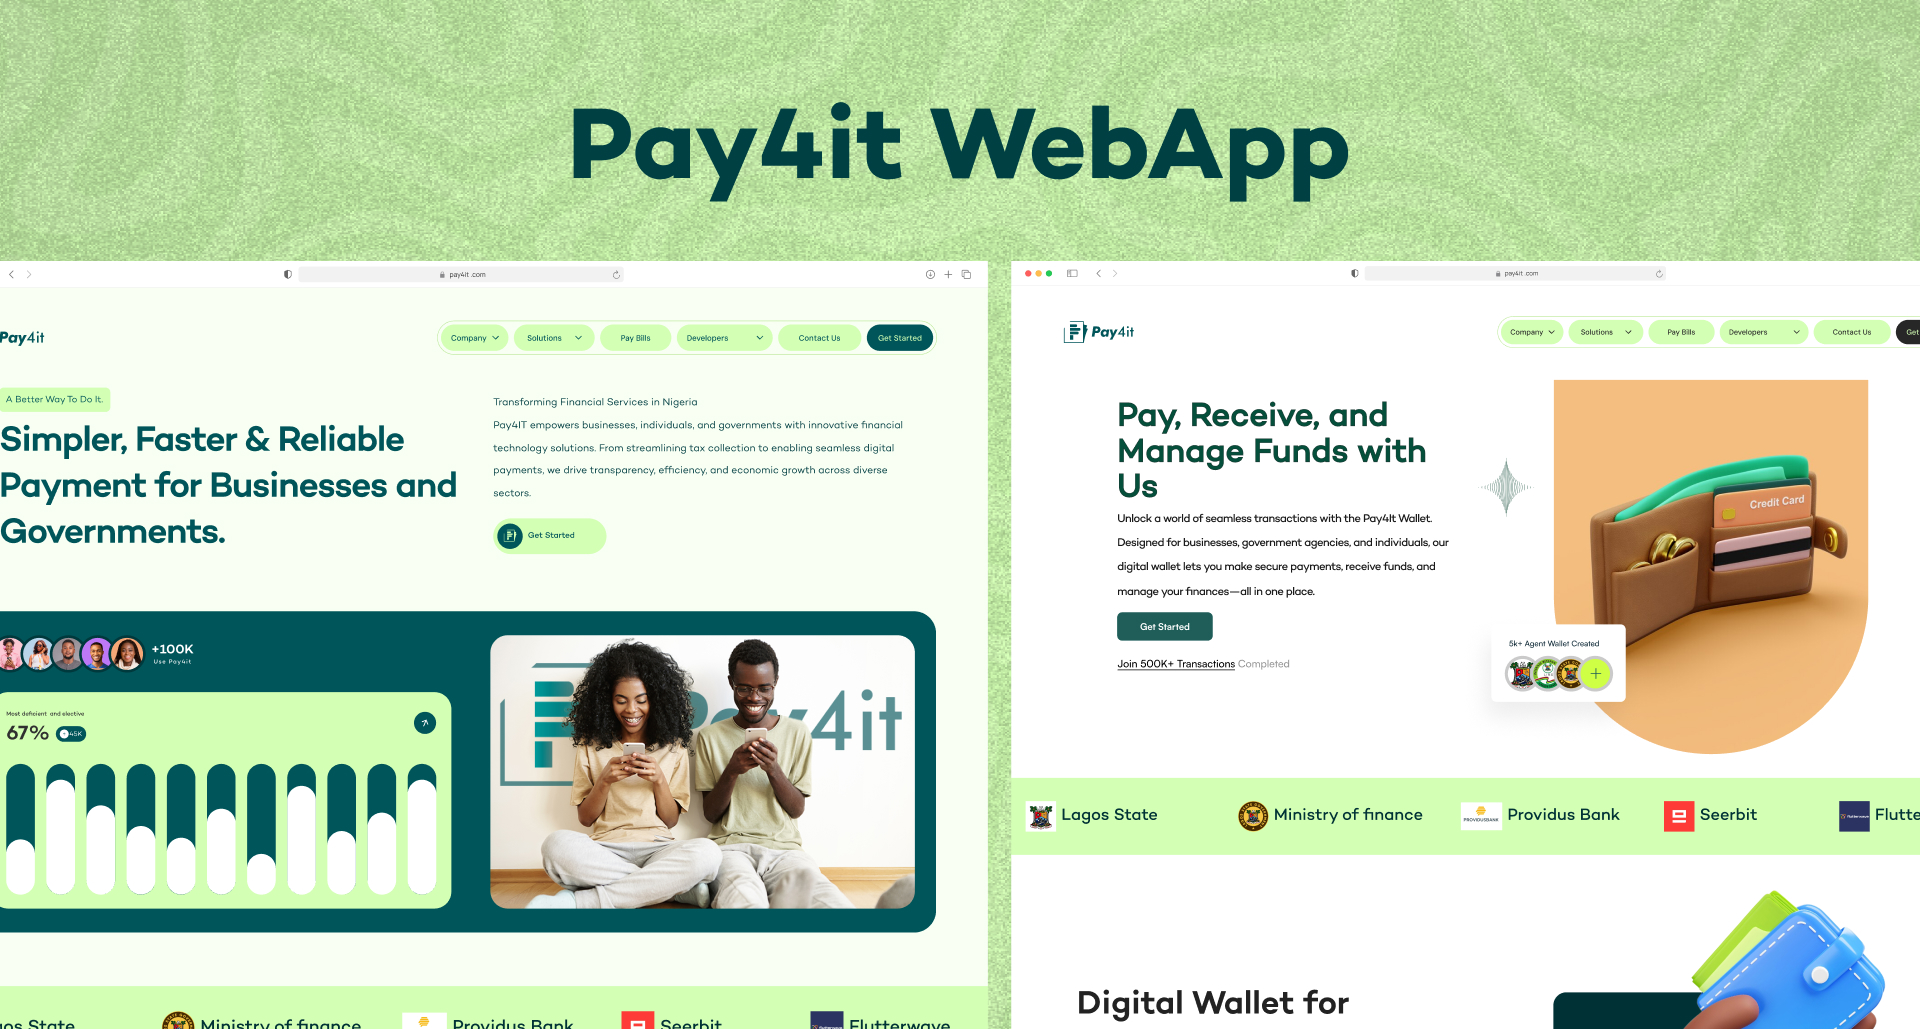 Pay4it WebApp
pay4it .com
Pay4it
Company
Solutions
Pay Bills
Developers
Contact Us
Get Started
A Better Way To Do It.
Simpler, Faster & Reliable
Payment for Businesses and
Governments.
Transforming Financial Services in Nigeria
Pay4IT empowers businesses, individuals, and governments with innovative financial
technology solutions. From streamlining tax collection to enabling seamless digital
payments, we drive transparency, efficiency, and economic growth across diverse
sectors.
Get Started
+100K
Use Pay4it
Most deficient and elective
67%
45K
Pay4it
gos State
Ministry of finance
Providus Bank
Seerbit
Flutterwave
pay4it .com
Pay4it
Company
Solutions
Pay Bills
Developers
Contact Us
Get
Pay, Receive, and
Manage Funds with
Us
Unlock a world of seamless transactions with the Pay4It Wallet.
Designed for businesses, government agencies, and individuals, our
digital wallet lets you make secure payments, receive funds, and
manage your finances—all in one place.
Get Started
Join 500K+ Transactions Completed
Credit Card
5k+ Agent Wallet Created
Lagos State
Ministry of finance
PROVIDUSBANK
Providus Bank
Seerbit
flutterwave
Flutte
Digital Wallet for